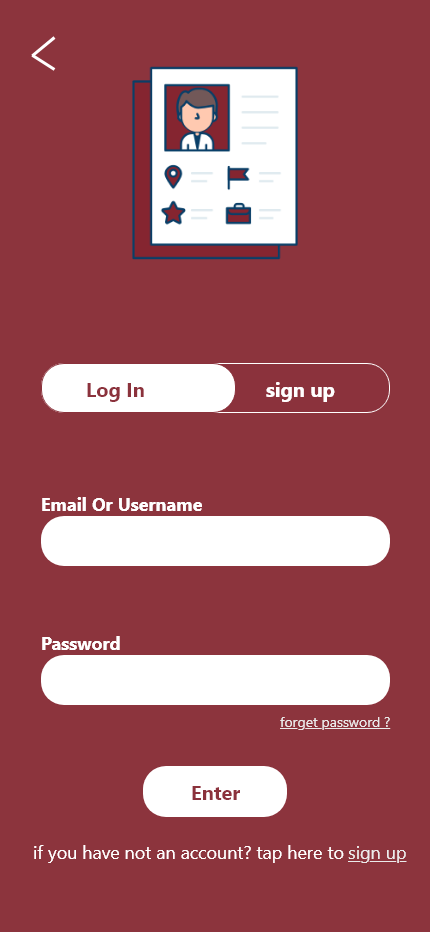 Log In sign up
Email Or Username
Password
forget password ?
Enter
if you have not an account? tap here to sign up